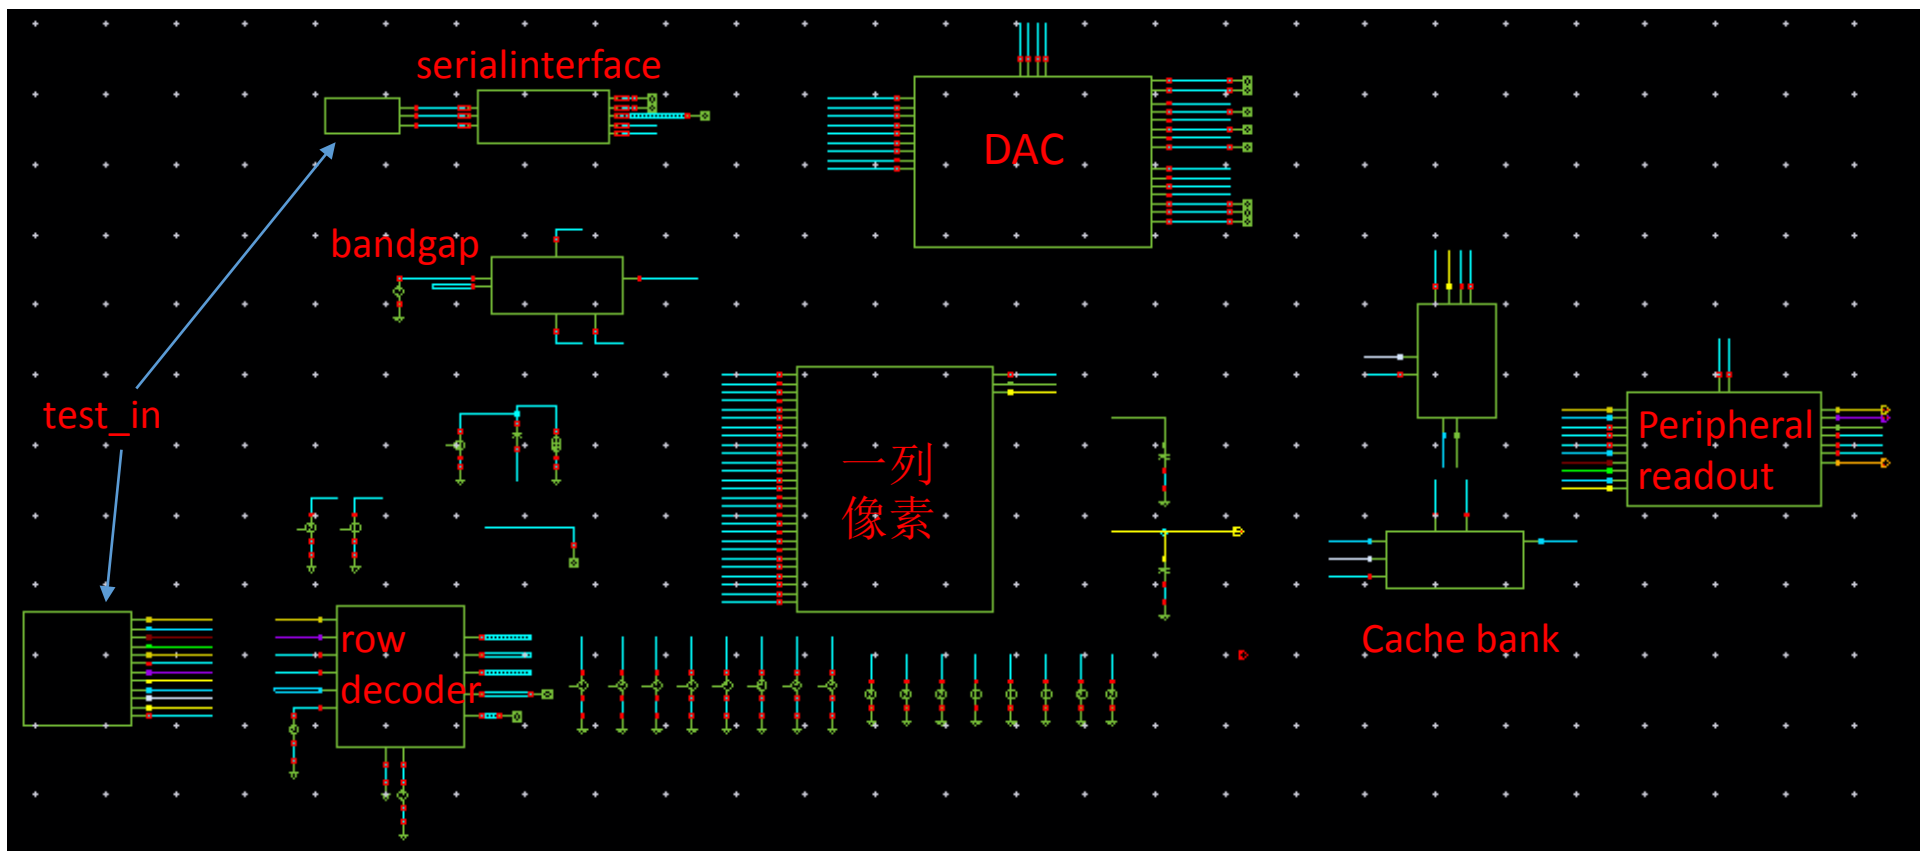 serialinterface
DAC
bandgap
test_in
一列
像素
Peripheral
readout
row
decoder
Cache bank